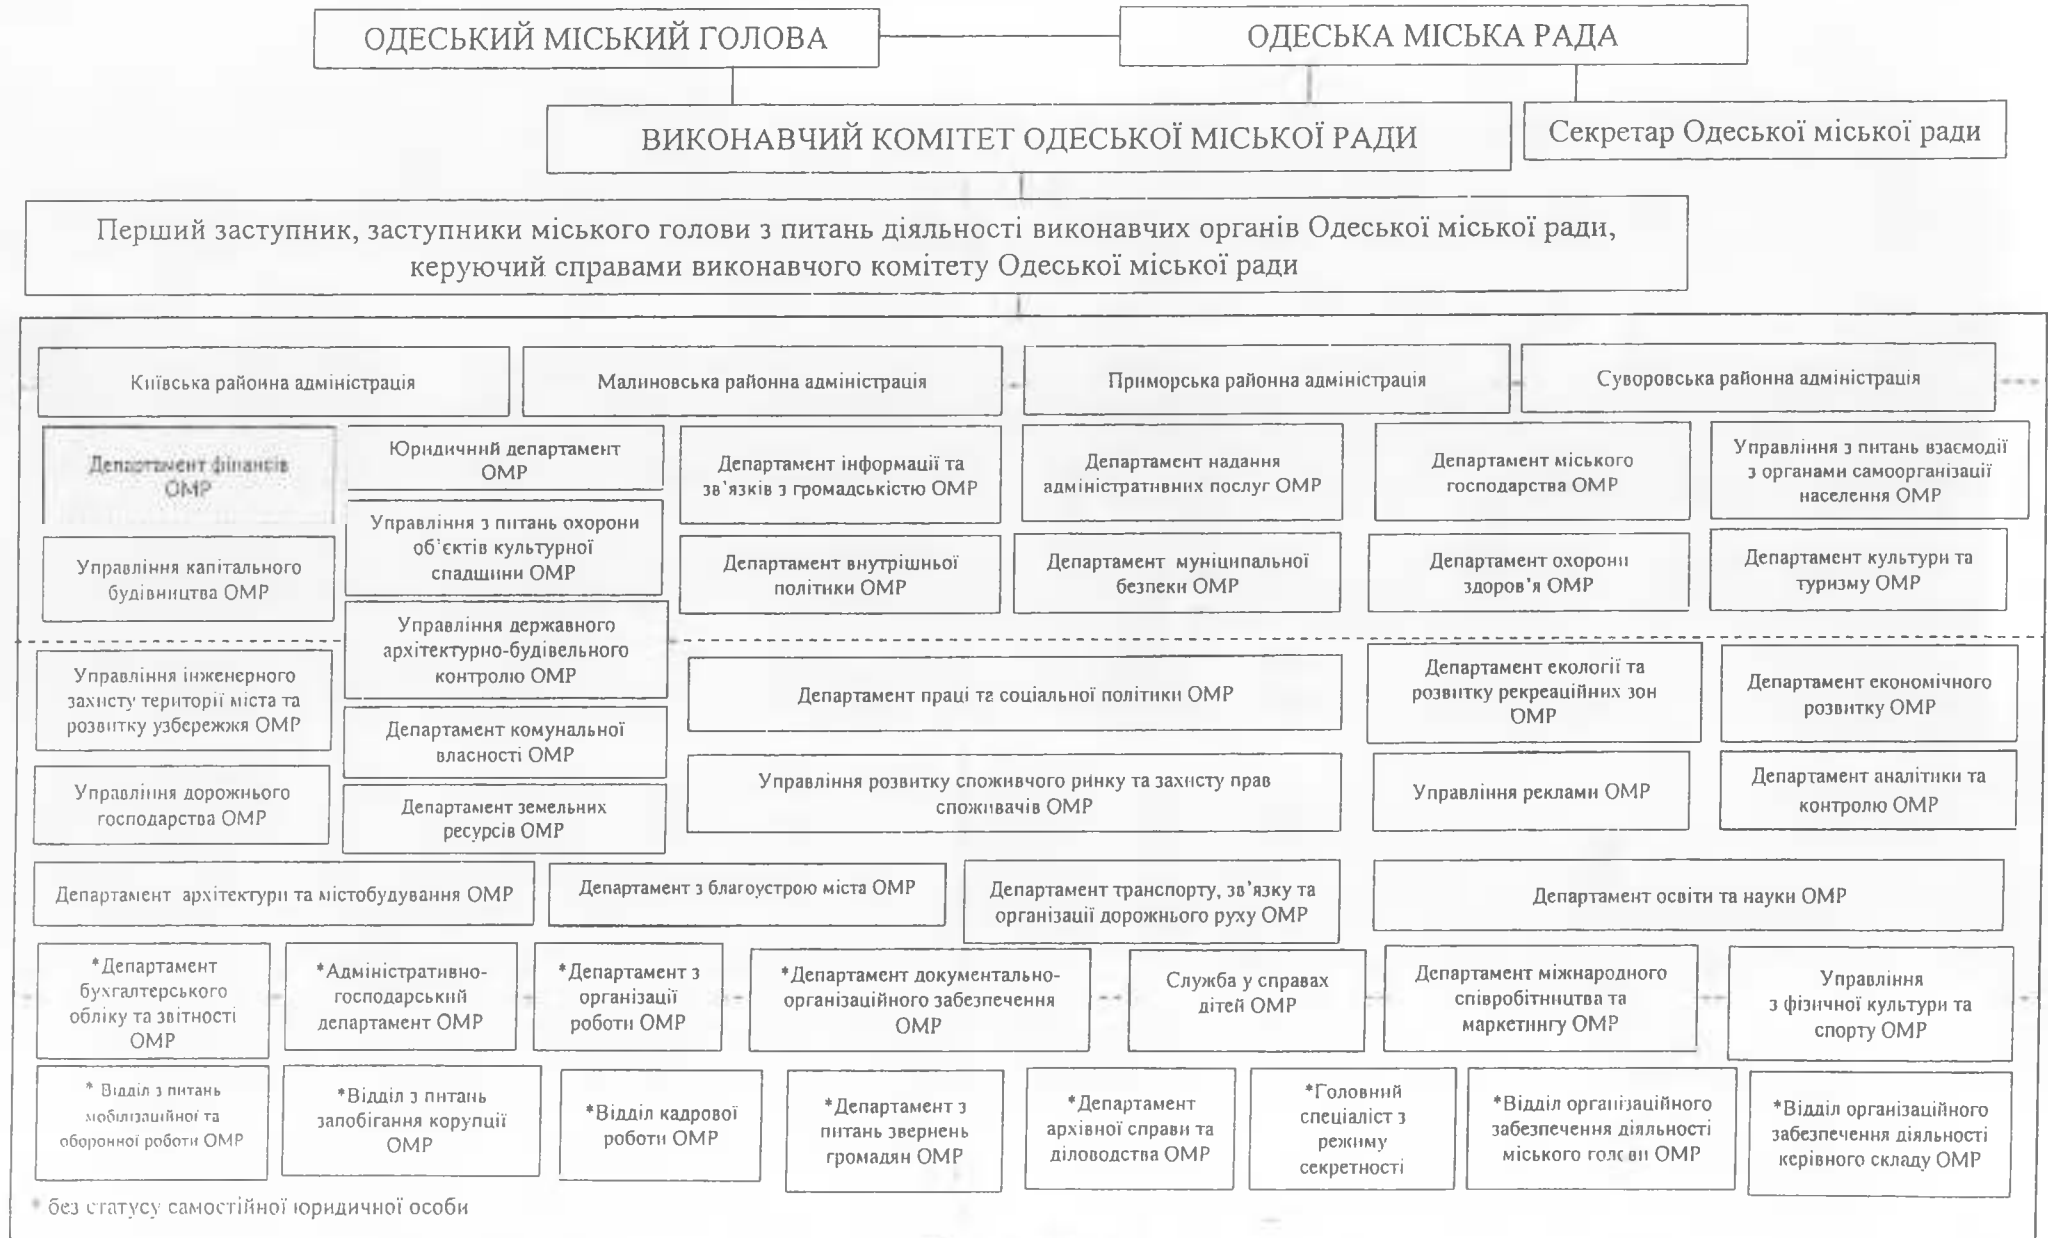 ОДЕСЬКИЙ МІСЬКИЙ ГОЛОВА
ОДЕСЬКА МІСЬКА РАДА
ВИКОНАВЧИЙ КОМІТЕТ ОДЕСЬКОЇ МІСЬКОЇ РАДИ
Секретар Одеської міської ради
Перший заступник, заступники міського голови з питань діяльності виконавчих органів Одеської міської ради,
керуючий справами виконавчого комітету Одеської міської ради
Київська районна адміністрація
Малиновська районна адміністрація
Приморська районна адміністрація
Суворовська районна адміністрація
Департамент фінансів
ОМР
Юридичний департамент
ОМР
Департамент інформації та
зв'язків з громадськістю ОМР
Департамент надання
адміністративних послуг ОМР
Департамент міського
господарства ОМР
Управління з питань взаємодії
з органами самоорганізації
населення ОМР
Управління капітального
будівництва ОМР
Управління з питань охорони
об'єктів культурної
спадщини ОМР
Департамент внутрішньої
політики ОМР
Департамент муніципальної
безпеки ОМР
Департамент охорони
здоров'я ОМР
Департамент культури та
туризму ОМР
Управління інженерного
захисту території міста та
розвитку узбережжя ОМР
Управління державного
архітектурно-будівельного
контролю ОМР
Департамент праці та соціальної політики ОМР
Департамент екології та
розвитку рекреаційних зон
ОМР
Департамент економічного
розвитку ОМР
Департамент комунальної
власності ОМР
Управління дорожнього
господарства ОМР
Департамент земельних
ресурсів ОМР
Управління розвитку споживчого ринку та захисту прав
споживачів ОМР
Управління реклами ОМР
Департамент аналітики та
контролю ОМР
Департамент архітектури та містобудування ОМР
Департамент з благоустрою міста ОМР
Департамент транспорту, зв'язку та
організації дорожнього руху ОМР
Департамент освіти та науки ОМР
*Департамент
бухгалтерського
обліку та звітності
ОМР
*Адміністративно-
господарський
департамент ОМР
*Департамент з
організації
роботи ОМР
*Департамент документально-
організаційного забезпечення
ОМР
Служба у справах
дітей ОМР
Департамент міжнародного
співробітництва та
маркетингу ОМР
Управління
з фізичної культури та
спорту ОМР
* Відділ з питань
мобілізаційної та
оборонної роботи ОМР
*Відділ з питань
запобігання корупції
ОМР
*Відділ кадрової
роботи ОМР
*Департамент з
питань звернень
громадян ОМР
*Департамент
архівної справи та
діловодства ОМР
*Головний
спеціаліст з
режиму
секретності
*Відділ організаційного
забезпечення діяльності
міського голови ОМР
*Відділ організаційного
забезпечення діяльності
керівного складу ОМР
* без статусу самостійної юридичної особи